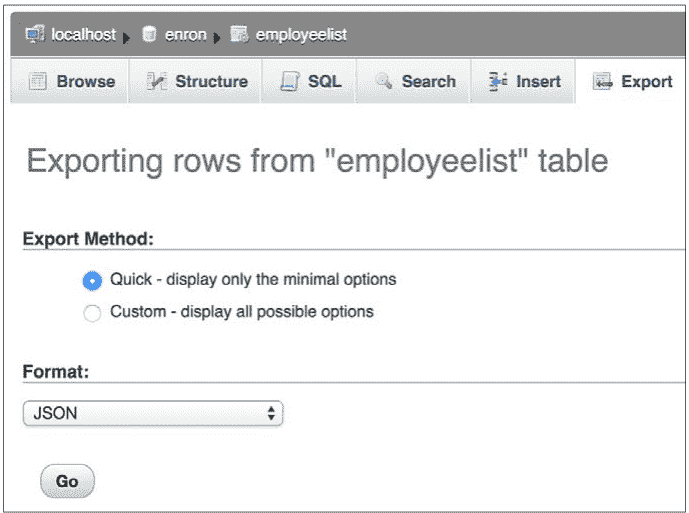 localhost enron employeelist
Browse Structure SQL Search Insert Export
Exporting rows from "employeelist" table
Export Method:
Quick - display only the minimal options
Custom - display all possible options
Format:
JSON
Go